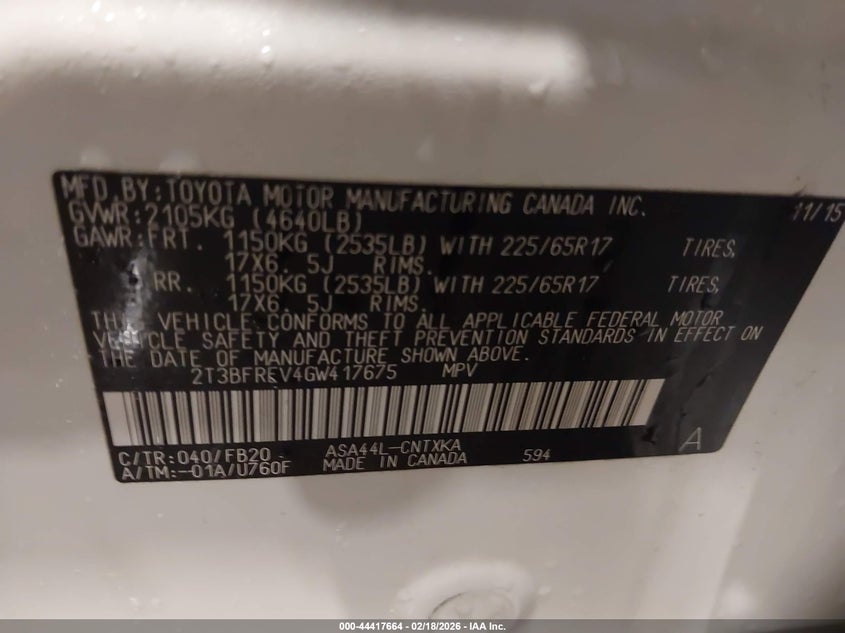 MFD. BY: TOYOTA MOTOR MANUFACTURING CANADA INC. 11/15
GVWR: 2105KG (4640LB)
GAWR: FRT. 1150KG (2535LB) WITH 225/65R17 TIRES,
17X6. 5J RIMS.
RR. 1150KG (2535LB) WITH 225/65R17 TIRES,
17X6. 5J RIMS.
THIS VEHICLE CONFORMS TO ALL APPLICABLE FEDERAL MOTOR
VEHICLE SAFETY AND THEFT PREVENTION STANDARDS IN EFFECT ON
THE DATE OF MANUFACTURE SHOWN ABOVE.
2T3BFREV4GW417675 MPV
C/TR: 040/FB20 ASA44L-CNTXKA 594 A
A/TM: -01A/U760F MADE IN CANADA
000-44417664 | 02/18/2026 | IAA Inc.